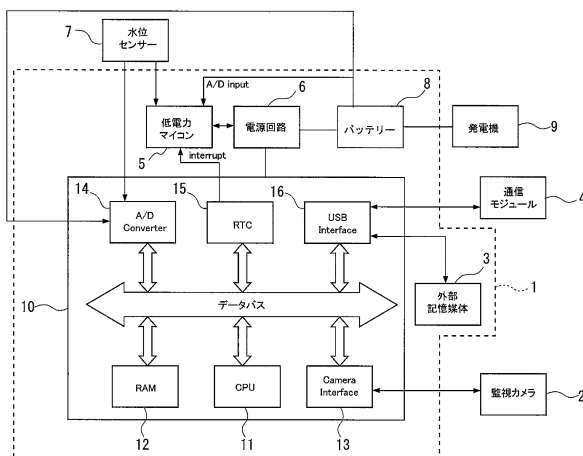 7
水位
センサー
A/D input
6
8
低電力
マイコン
電源回路
バッテリー
発電機
5
9
interrupt
14
15
16
通信
モジュール
4
A/D
Converter
RTC
USB
Interface
3
外部
記憶媒体
1
10
データバス
RAM
CPU
Camera
Interface
監視カメラ
2
12
11
13